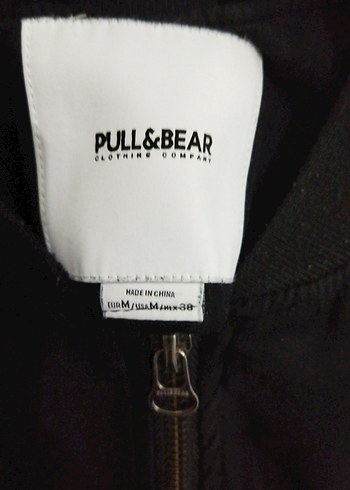 PULL&BEAR
CLOTHING COMPANY
MADE IN CHINA
EUR M/USA M/MEX 38